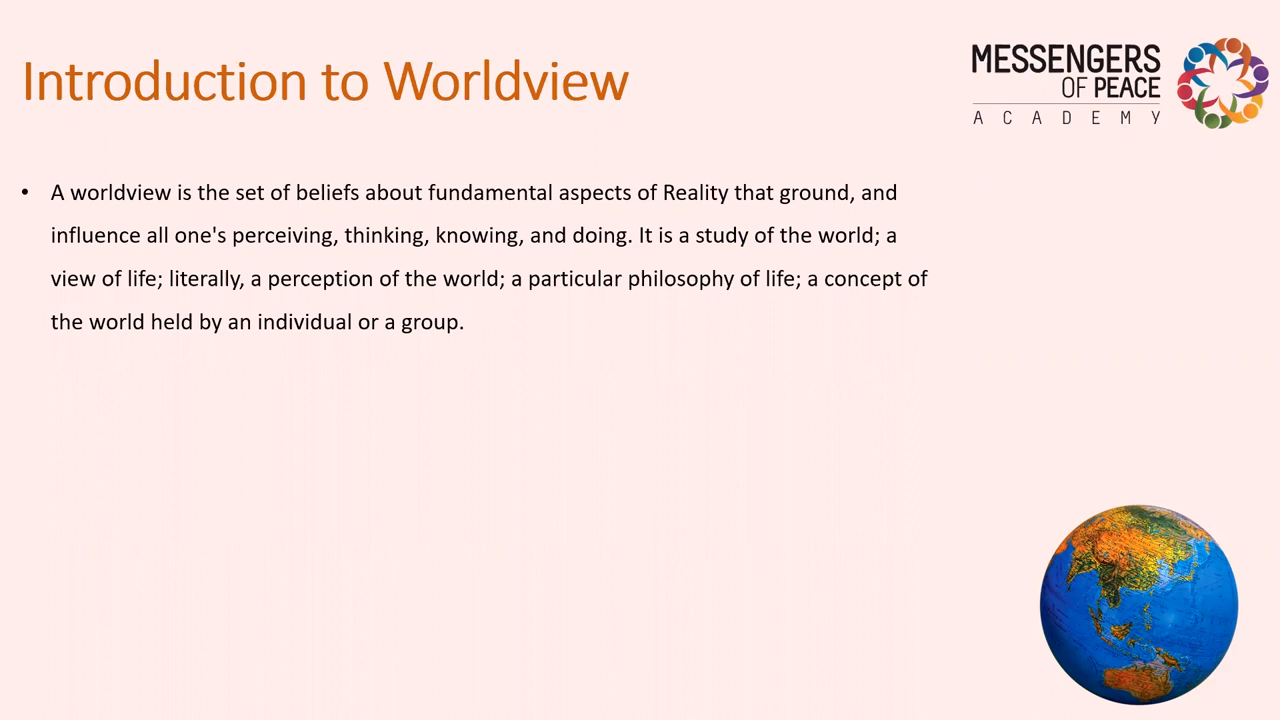 Introduction to Worldview
MESSENGERS
OF PEACE
ACADEMY
• A worldview is the set of beliefs about fundamental aspects of Reality that ground, and
influence all one's perceiving, thinking, knowing, and doing. It is a study of the world; a
view of life; literally, a perception of the world; a particular philosophy of life; a concept of
the world held by an individual or a group.